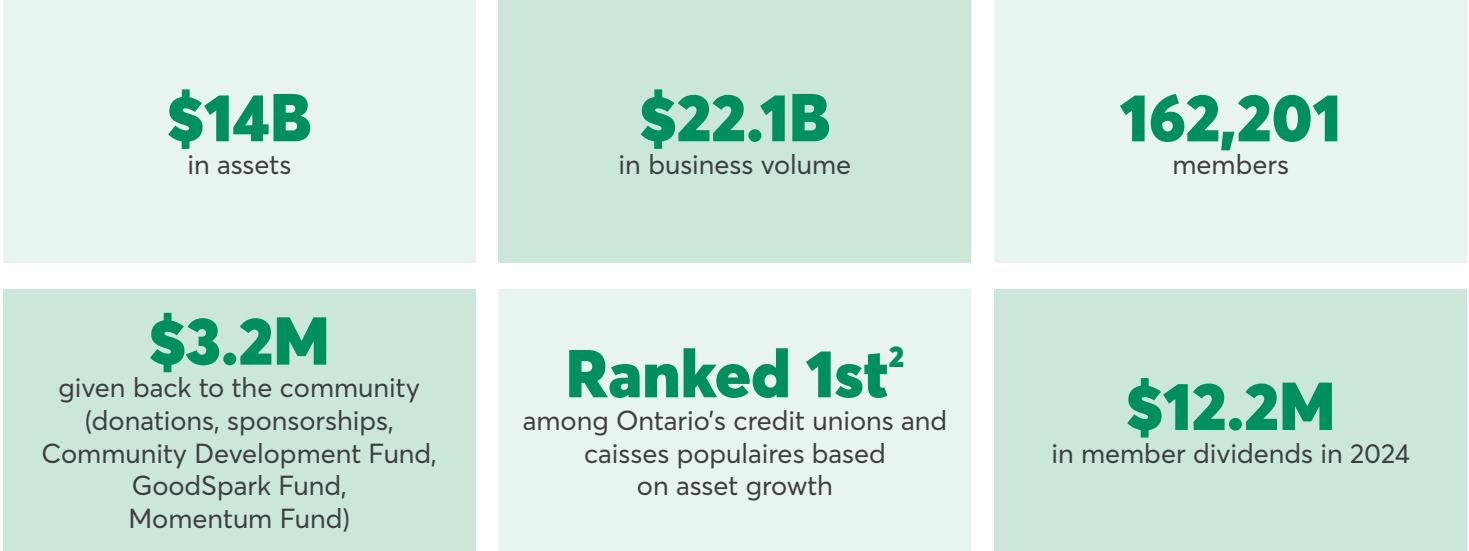 $14B
in assets
$22.1B
in business volume
162,201
members
$3.2M
given back to the community
(donations, sponsorships,
Community Development Fund,
GoodSpark Fund,
Momentum Fund)
Ranked 1st²
among Ontario's credit unions and
caisses populaires based
on asset growth
$12.2M
in member dividends in 2024